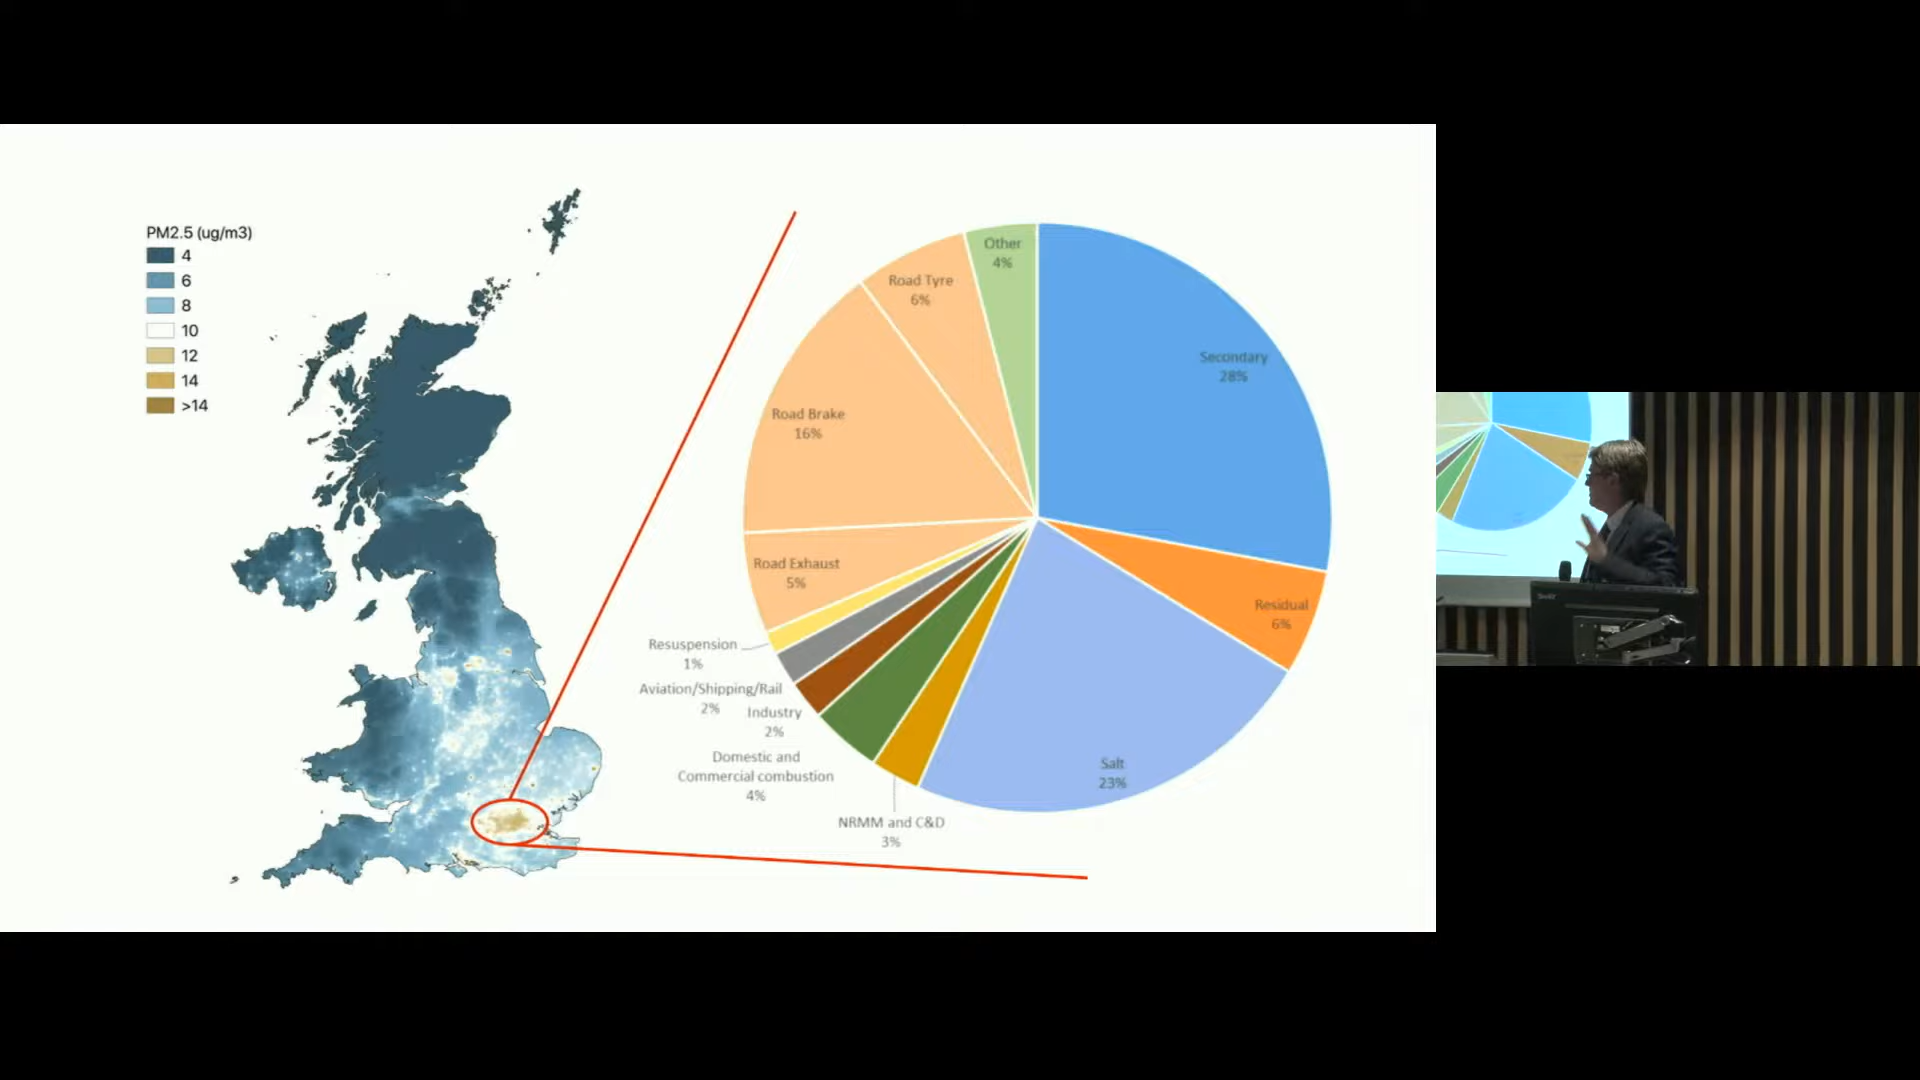 PM2.5 (ug/m3)
4
6
8
10
12
14
>14
Other
4%
Road Tyre
6%
Secondary
28%
Road Brake
16%
Road Exhaust
5%
Residual
6%
Resuspension
1%
Aviation/Shipping/Rail
2%
Industry
2%
Domestic and
Commercial combustion
4%
Salt
23%
NRMM and C&D
3%